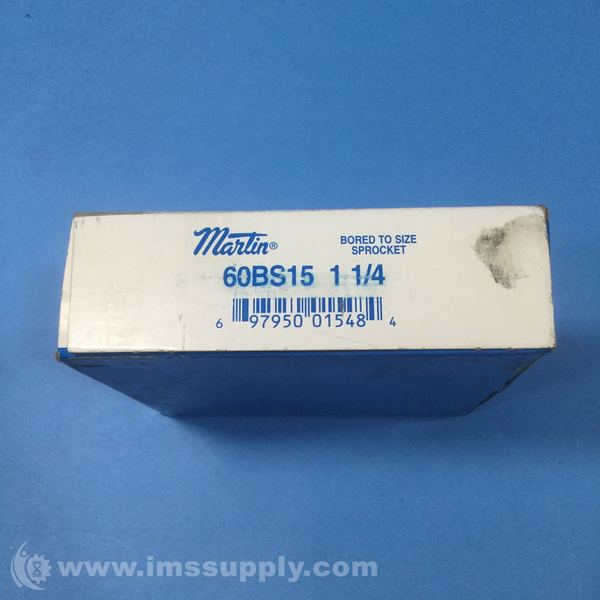 Martin®
BORED TO SIZE
SPROCKET
60BS15 1 1/4
6 97950 01548 4
www.imssupply.com